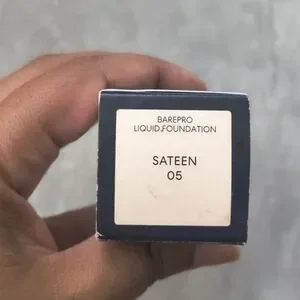 BAREPRO
LIQUID FOUNDATION
SATEEN
05